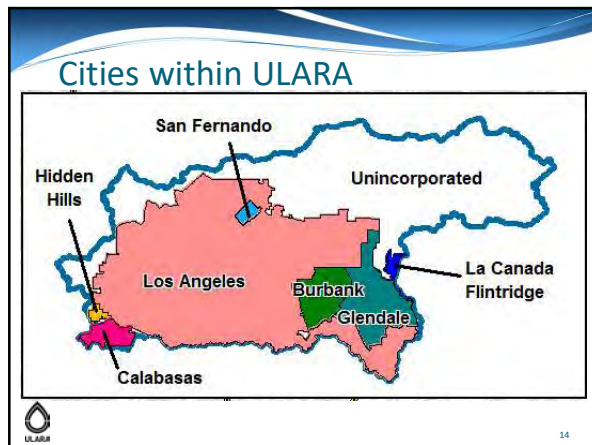 Cities within ULARA
San Fernando
Hidden
Hills
Unincorporated
Los Angeles
Burbank
Glendale
La Canada
Flintridge
Calabasas
ULARA
14